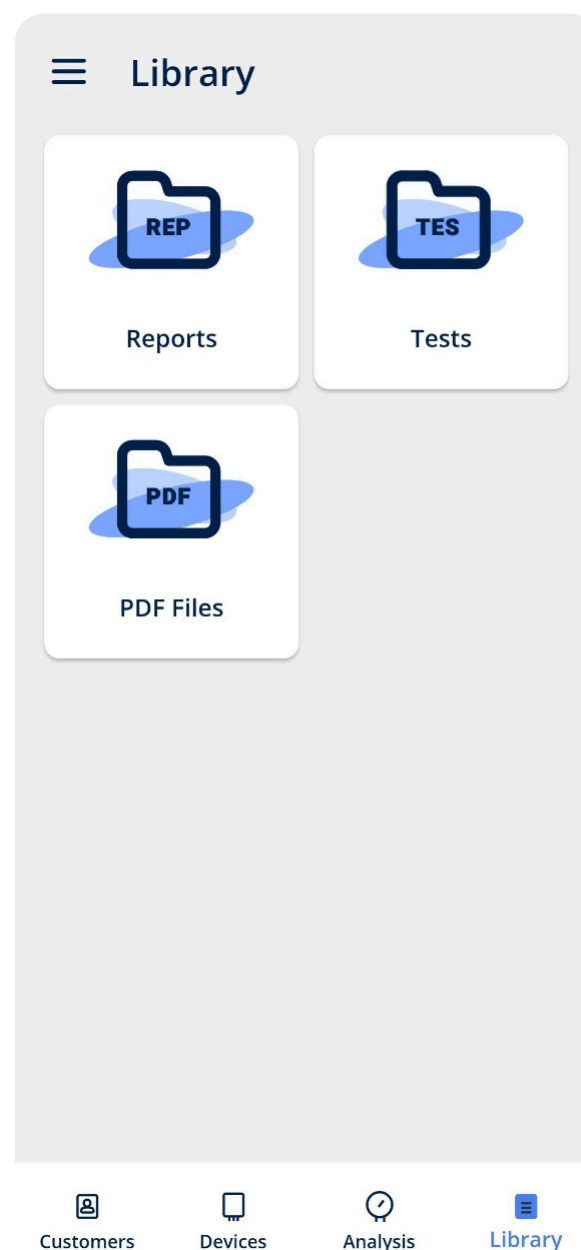 Library
REP
TES
Reports
Tests
PDF
PDF Files
Customers
Devices
Analysis
Library